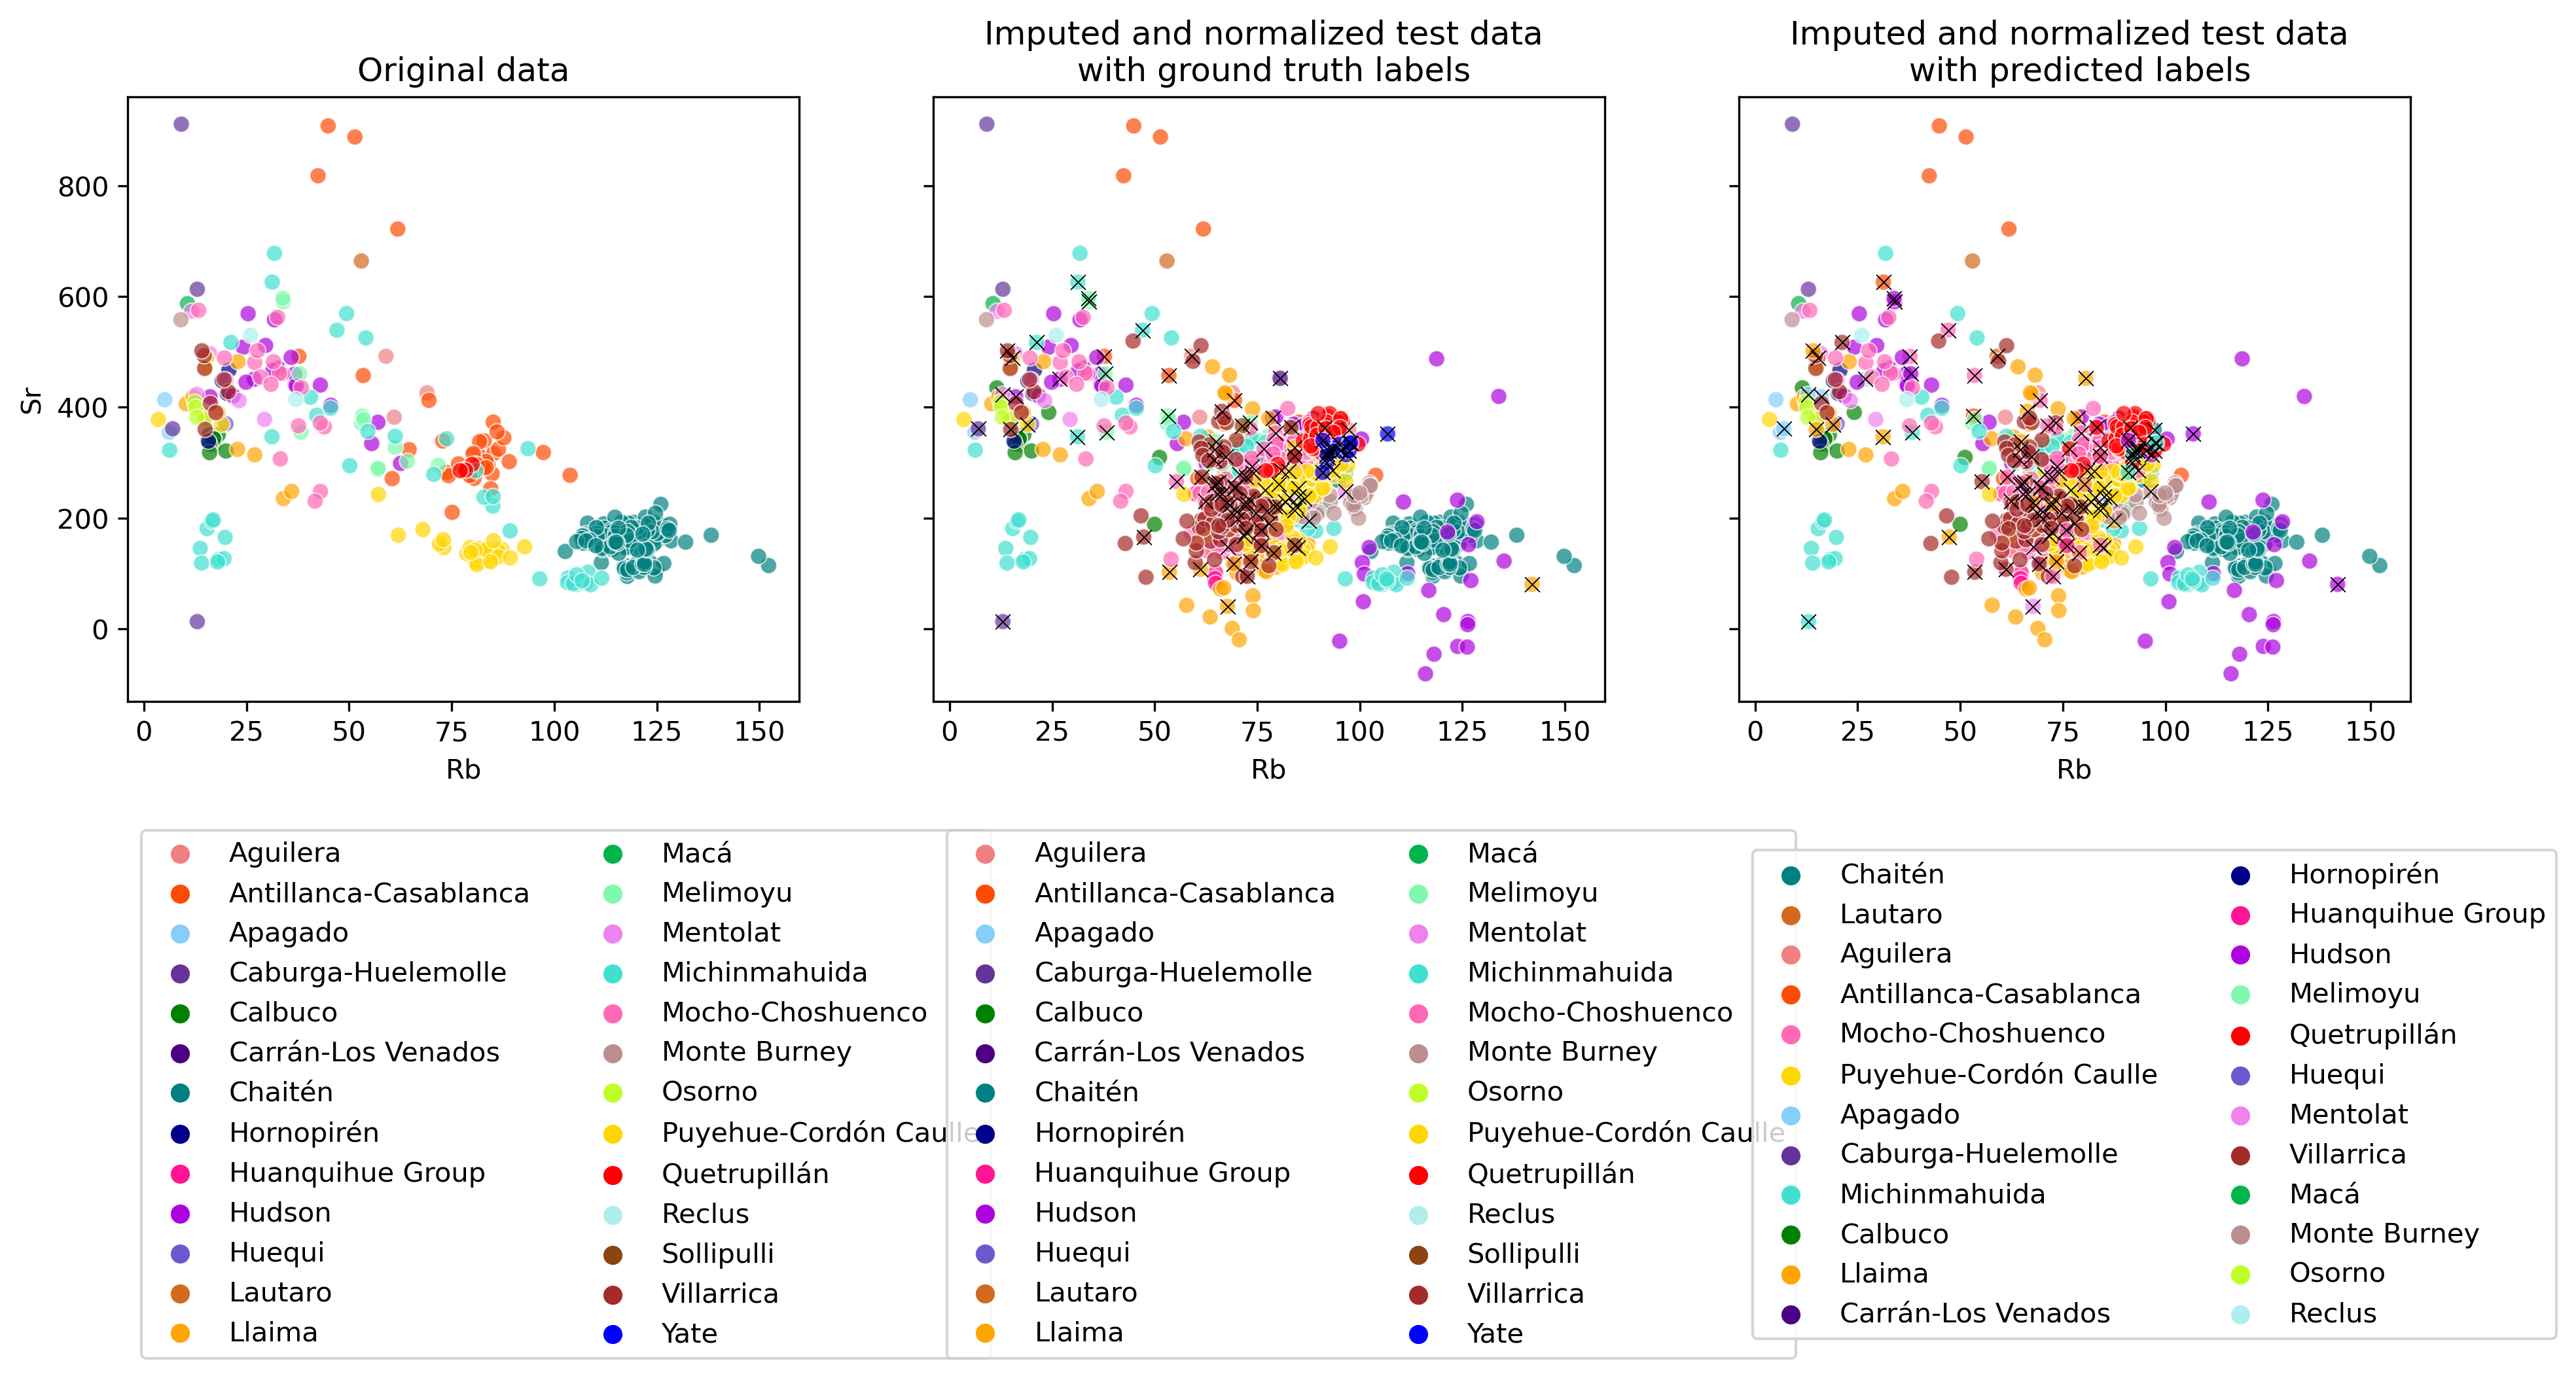 Original data
Imputed and normalized test data
with ground truth labels
Imputed and normalized test data
with predicted labels
Sr
800
600
400
200
0
0 25 50 75 100 125 150
Rb
0 25 50 75 100 125 150
Rb
0 25 50 75 100 125 150
Rb
Aguilera
Antillanca-Casablanca
Apagado
Caburga-Huelemolle
Calbuco
Carrán-Los Venados
Chaitén
Hornopirén
Huanquihue Group
Hudson
Huequi
Lautaro
Llaima
Macá
Melimoyu
Mentolat
Michinmahuida
Mocho-Choshuenco
Monte Burney
Osorno
Puyehue-Cordón Caulle
Quetrupillán
Reclus
Sollipulli
Villarrica
Yate
Aguilera
Antillanca-Casablanca
Apagado
Caburga-Huelemolle
Calbuco
Carrán-Los Venados
Chaitén
Hornopirén
Huanquihue Group
Hudson
Huequi
Lautaro
Llaima
Macá
Melimoyu
Mentolat
Michinmahuida
Mocho-Choshuenco
Monte Burney
Osorno
Puyehue-Cordón Caulle
Quetrupillán
Reclus
Sollipulli
Villarrica
Yate
Chaitén
Lautaro
Aguilera
Antillanca-Casablanca
Mocho-Choshuenco
Puyehue-Cordón Caulle
Apagado
Caburga-Huelemolle
Michinmahuida
Calbuco
Llaima
Carrán-Los Venados
Hornopirén
Huanquihue Group
Hudson
Melimoyu
Quetrupillán
Huequi
Mentolat
Villarrica
Macá
Monte Burney
Osorno
Reclus